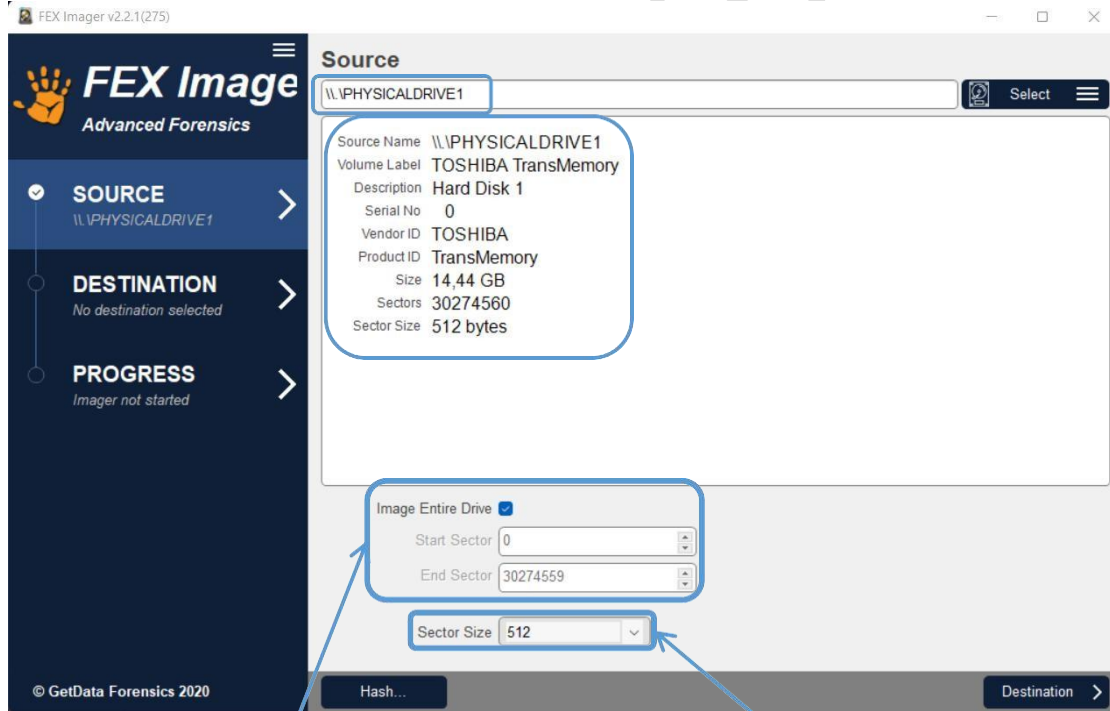 FEX Imager v2.2.1(275)
FEX Image
Advanced Forensics
SOURCE
\\.\PHYSICALDRIVE1
DESTINATION
No destination selected
PROGRESS
Imager not started
© GetData Forensics 2020
Source
\\.\PHYSICALDRIVE1
Select
Source Name \\.\PHYSICALDRIVE1
Volume Label TOSHIBA TransMemory
Description Hard Disk 1
Serial No 0
Vendor ID TOSHIBA
Product ID TransMemory
Size 14,44 GB
Sectors 30274560
Sector Size 512 bytes
Image Entire Drive
Start Sector 0
End Sector 30274559
Sector Size 512
Hash...
Destination